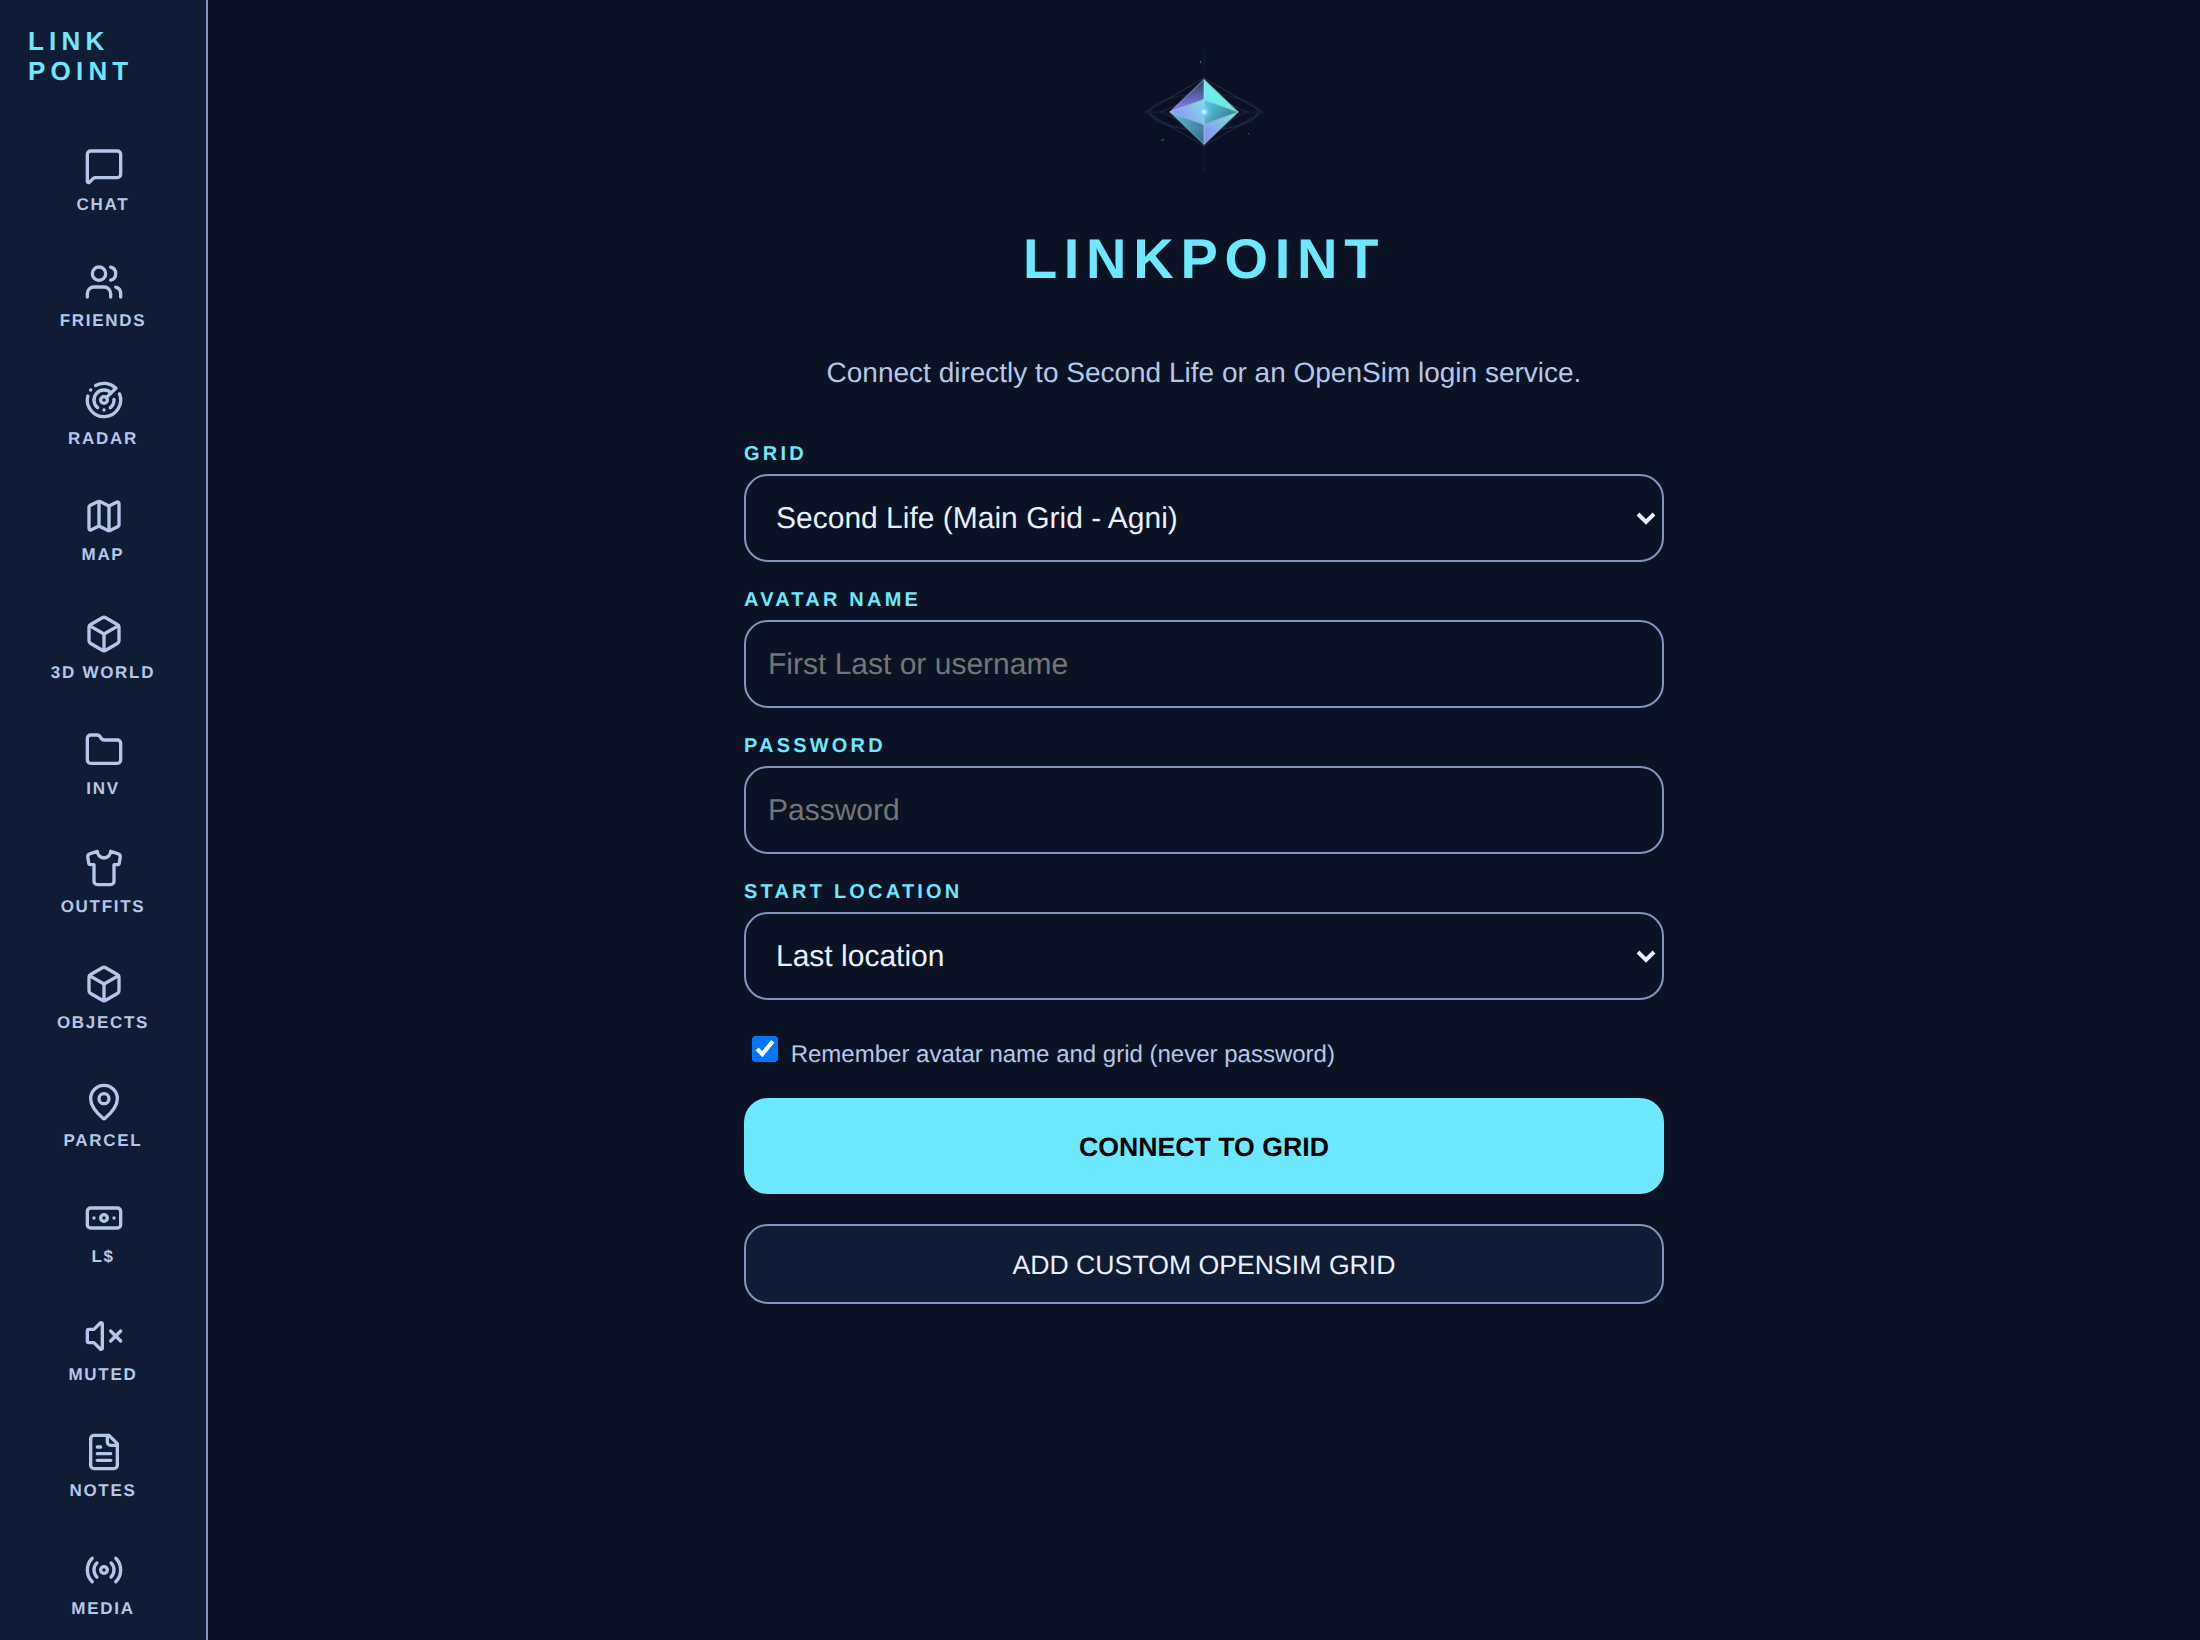 LINK
POINT
CHAT
FRIENDS
RADAR
MAP
3D WORLD
INV
OUTFITS
OBJECTS
PARCEL
L$
MUTED
NOTES
MEDIA
LINKPOINT
Connect directly to Second Life or an OpenSim login service.
GRID
Second Life (Main Grid - Agni)
AVATAR NAME
First Last or username
PASSWORD
Password
START LOCATION
Last location
Remember avatar name and grid (never password)
CONNECT TO GRID
ADD CUSTOM OPENSIM GRID